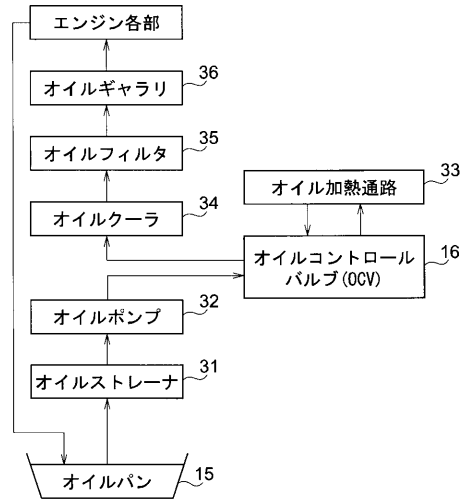 エンジン各部
オイルギャラリ
36
オイルフィルタ
35
オイルクーラ
34
オイル加熱通路
33
オイルコントロール
バルブ(OCV)
16
オイルポンプ
32
オイルストレーナ
31
オイルパン
15